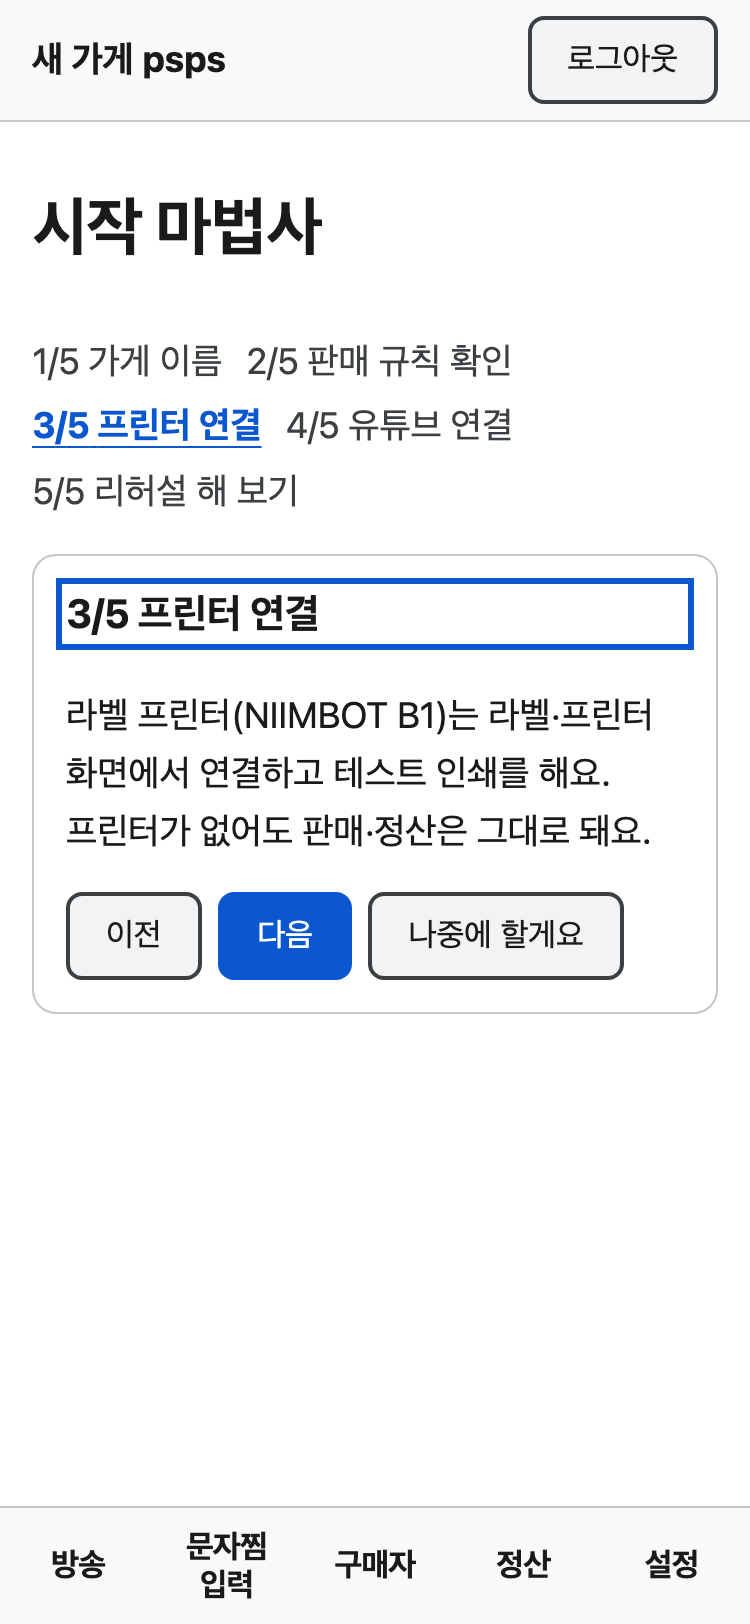 새 가게 psps
로그아웃
시작 마법사
1/5 가게 이름 2/5 판매 규칙 확인
3/5 프린터 연결 4/5 유튜브 연결
5/5 리허설 해 보기
3/5 프린터 연결
라벨 프린터(NIIMBOT B1)는 라벨·프린터
화면에서 연결하고 테스트 인쇄를 해요.
프린터가 없어도 판매·정산은 그대로 돼요.
이전 다음 나중에 할게요
방송 문자찜 구매자 정산 설정
입력